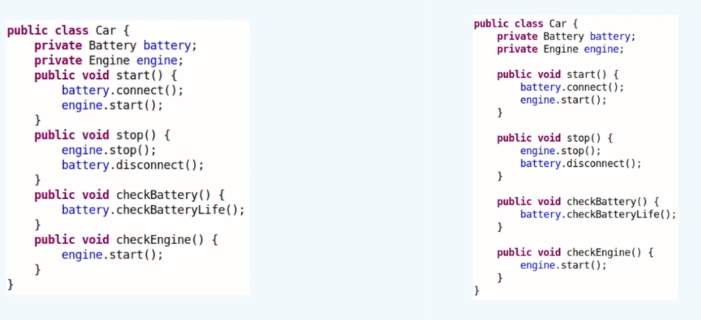 public class Car {
    private Battery battery;
    private Engine engine;
    public void start() {
        battery.connect();
        engine.start();
    }
    public void stop() {
        engine.stop();
        battery.disconnect();
    }
    public void checkBattery() {
        battery.checkBatteryLife();
    }
    public void checkEngine() {
        engine.start();
    }
}
public class Car {
    private Battery battery;
    private Engine engine;

    public void start() {
        battery.connect();
        engine.start();
    }

    public void stop() {
        engine.stop();
        battery.disconnect();
    }

    public void checkBattery() {
        battery.checkBatteryLife();
    }

    public void checkEngine() {
        engine.start();
    }
}